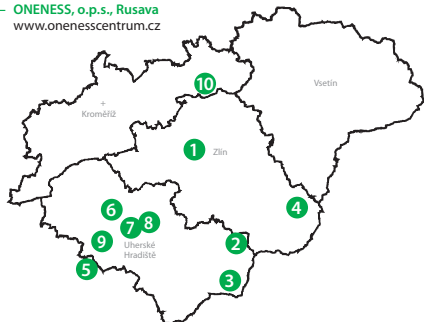 – ONENESS, o.p.s., Rusava
www.onenesscentrum.cz
Vsetín
10
+
Kroměříž
1
Zlín
4
6
8
7
2
9
Uherské
Hradiště
5
3